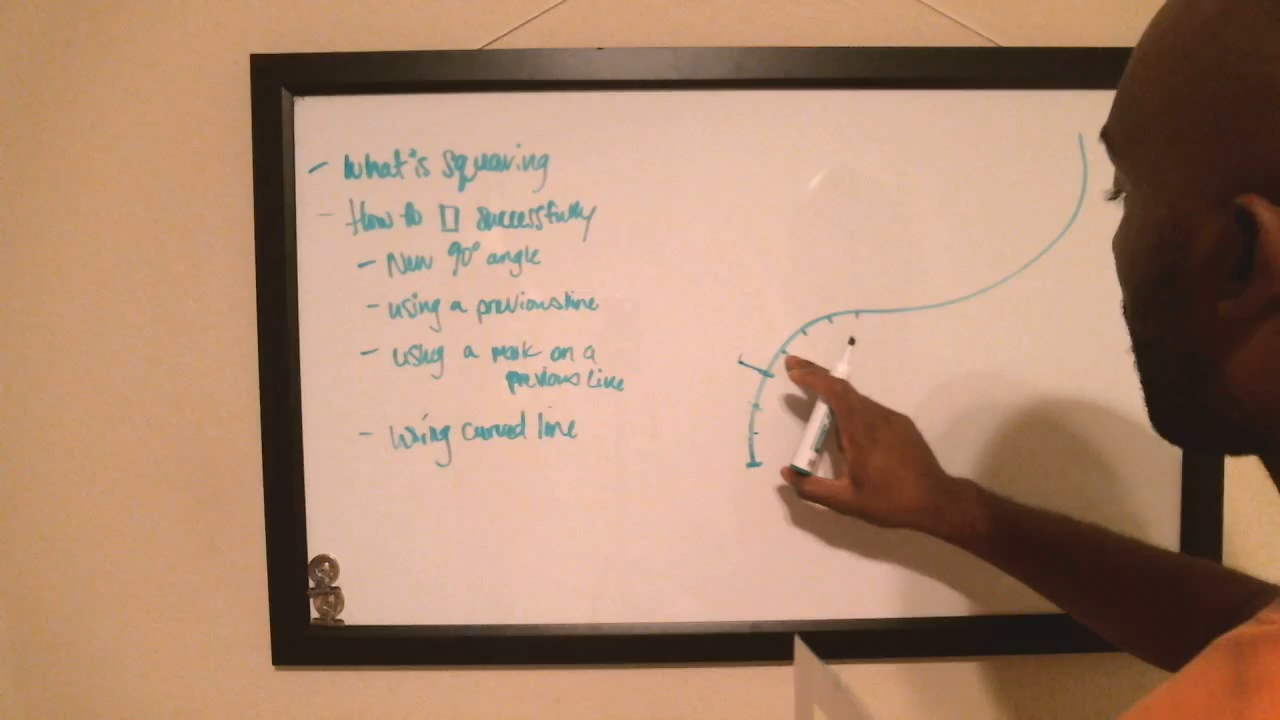 - What is squaring
- How to □ successfully
- New 90° angle
- using a previous line
- using a mark on a
previous line
- using curved line